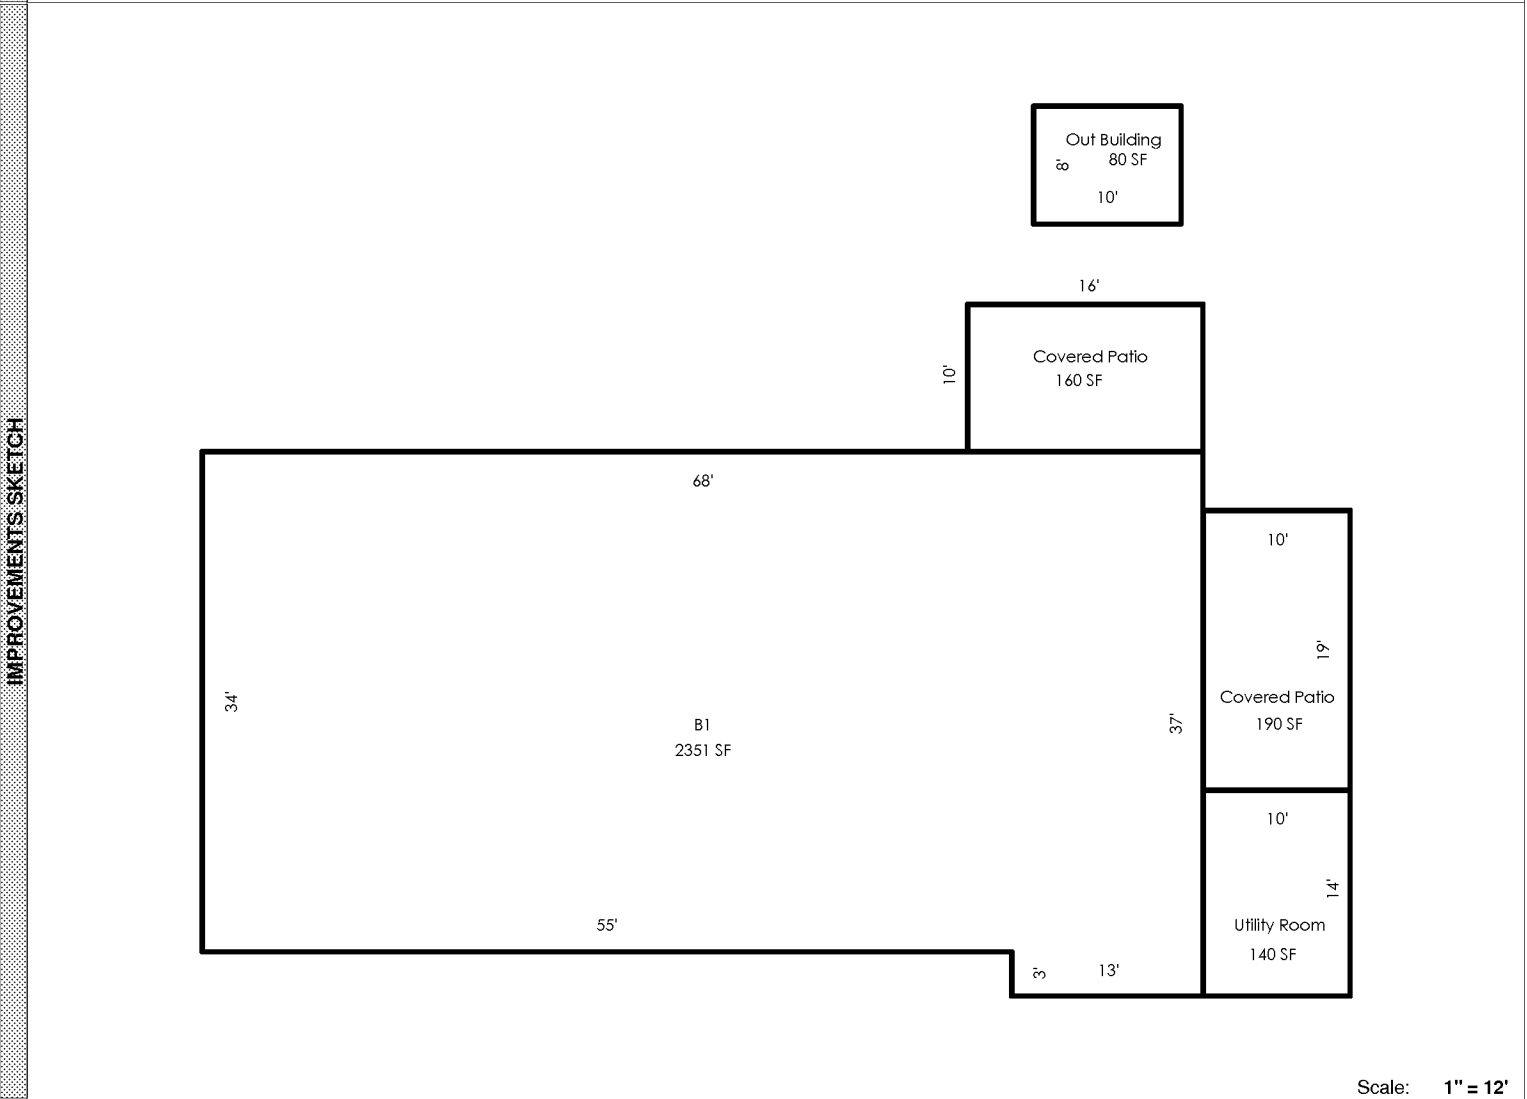 IMPROVEMENTS SKETCH
Out Building
8'
80 SF
10'
16'
Covered Patio
10'
160 SF
68'
10'
34'
19'
Covered Patio
B1
37'
190 SF
2351 SF
10'
14'
55'
Utility Room
140 SF
3'
13'
Scale: 1" = 12'